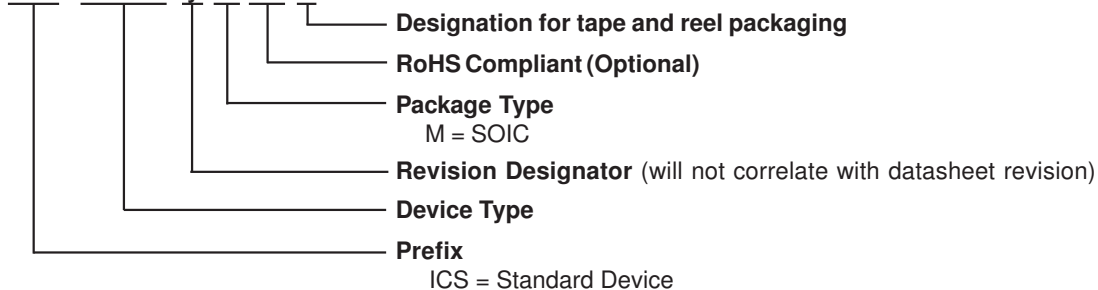 Designation for tape and reel packaging
RoHS Compliant (Optional)
Package Type
M = SOIC
Revision Designator (will not correlate with datasheet revision)
Device Type
Prefix
ICS = Standard Device